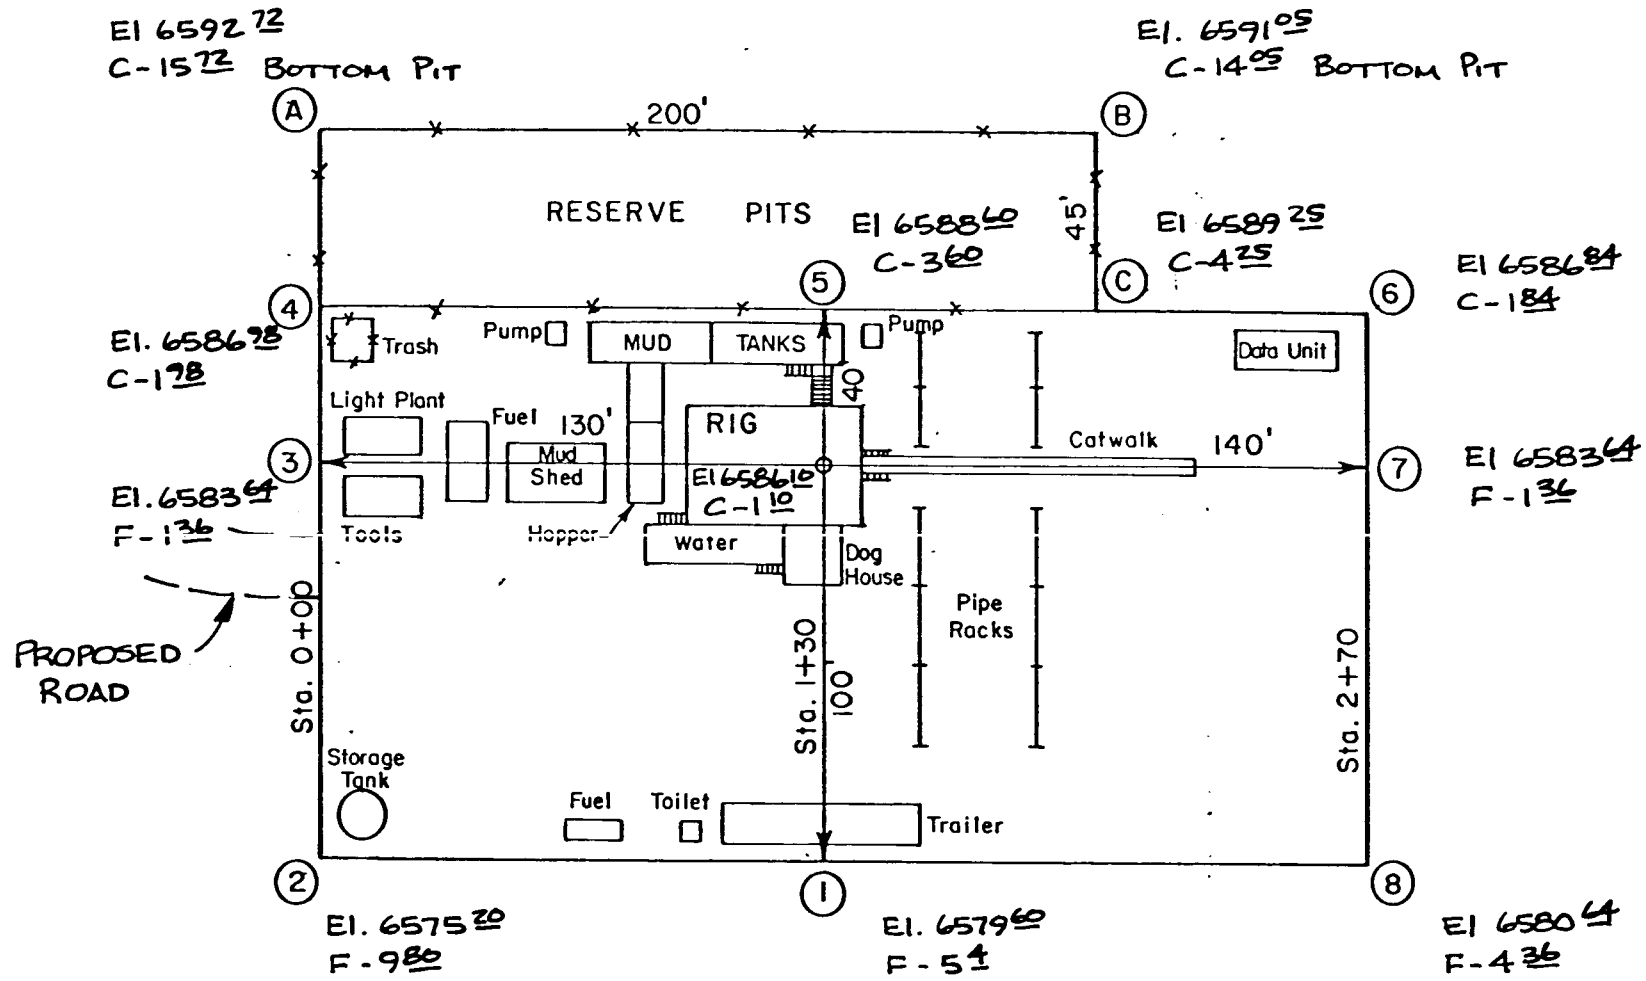 El 6592 72
C-15 72 BOTTOM PIT
El. 6591 05
C-14 05 BOTTOM PIT
A
200'
B
RESERVE PITS
45'
El 6588 60
C-3 60
El 6589 25
C-4 25
El 6586 84
C-1 84
4
5
C
6
El. 6586 98
C-1 98
Trash
Pump
MUD
TANKS
Pump
Data Unit
40
Light Plant
Fuel
130'
RIG
Catwalk
140'
3
Mud
Shed
El 6586 10
C-1 10
7
El 6583 64
F-1 36
El. 6583 64
F-1 36
Tools
Hopper
Water
Dog
House
Pipe
Racks
PROPOSED
ROAD
Sta. 0+00
Sta. 1+30
100
Sta. 2+70
Storage
Tank
Fuel
Toilet
Trailer
2
1
8
El. 6575 20
F-9 80
El. 6579 60
F-5 4
El 6580 64
F-4 36